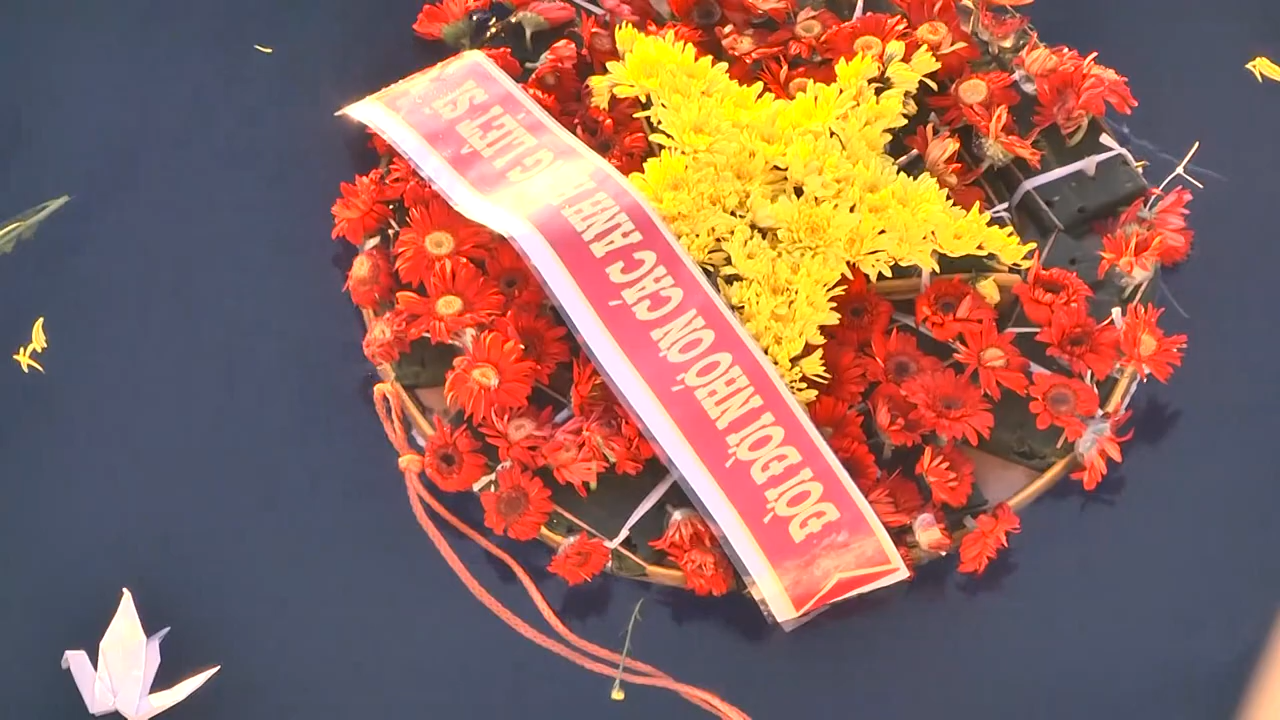 ĐỜI ĐỜI NHỚ ƠN CÁC ANH LIỆT SĨ